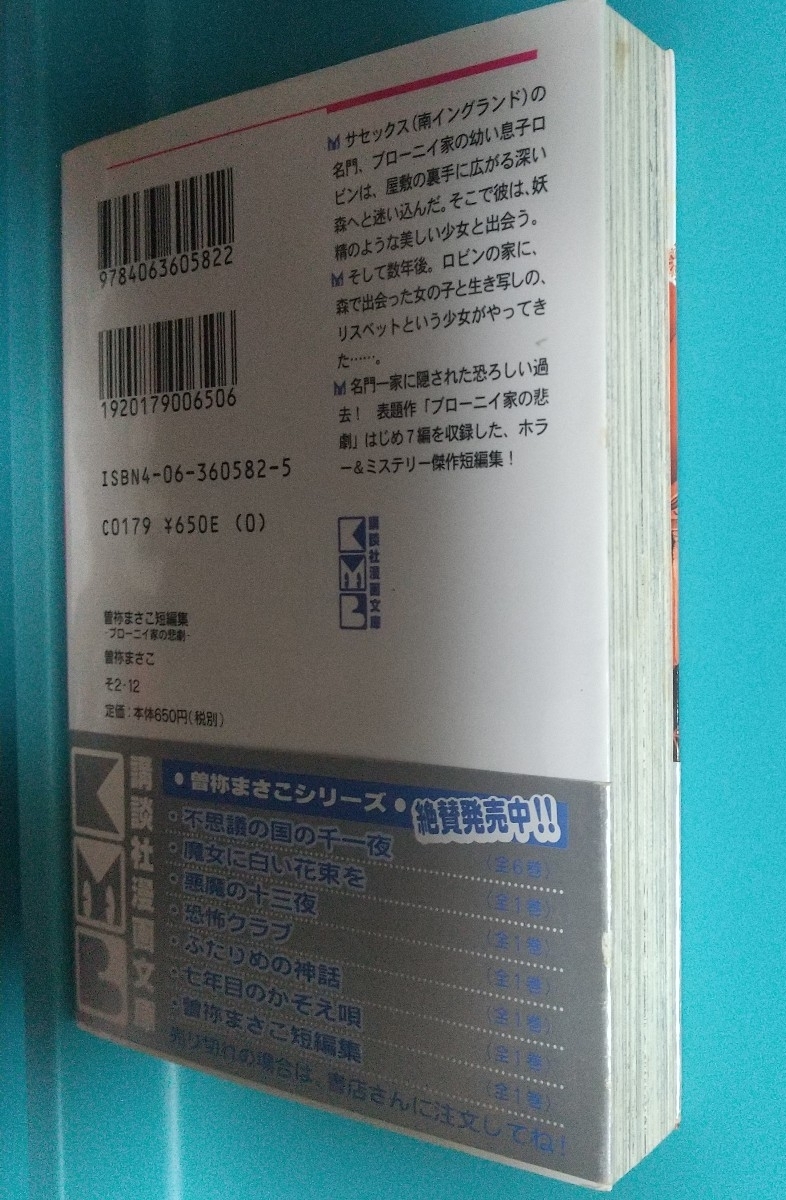 サセックス(南イングランド)の
名門、ブローニイ家の幼い息子ロ
ビンは、屋敷の裏手に広がる深い
森へと迷い込んだ。そこで彼は、妖
精のような美しい少女と出会う。
そして数年後。ロビンの家に、
森で出会った女の子と生き写しの、
リスベットという少女がやってき
た……。
名門一家に隠された恐ろしい過
去! 表題作「ブローニイ家の悲
劇」はじめ7編を収録した、ホラ
ー&ミステリー傑作短編集!
9784063605822
1920179006506
ISBN4-06-360582-5
C0179 ¥650E (0)
KMB
講談社漫画文庫
曽祢まさこ短編集
-ブローニイ家の悲劇-
曽祢まさこ
そ2-12
定価:本体650円(税別)
KMB
講談社漫画文庫
•曽祢まさこシリーズ• 絶賛発売中!!
・不思議の国の千一夜 (全6巻)
・魔女に白い花束を (全1巻)
・悪魔の十三夜 (全1巻)
・恐怖クラブ (全1巻)
・ふたりめの神話 (全1巻)
・七年目のかぞえ唄 (全1巻)
・曽祢まさこ短編集 (全1巻)
売り切れの場合は、書店さんに注文してね!